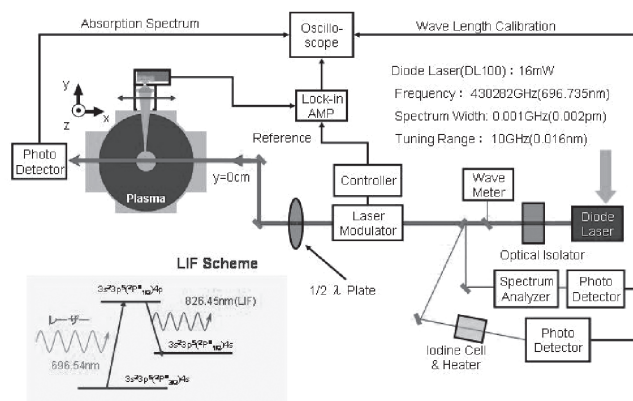 Absorption Spectrum
Oscillo-
scope
Wave Length Calibration
y
x
z
Lock-in
AMP
Reference
Diode Laser(DL100) : 16mW
Frequency : 430282GHz(696.735nm)
Spectrum Width: 0.001GHz(0.002pm)
Tuning Range : 10GHz(0.016nm)
Photo
Detector
Plasma
y=0cm
Controller
Laser
Modulator
Wave
Meter
Diode
Laser
Optical Isolator
1/2 λ Plate
Spectrum
Analyzer
Photo
Detector
Iodine Cell
& Heater
Photo
Detector
LIF Scheme
826.45nm(LIF)
レーザー
696.54nm